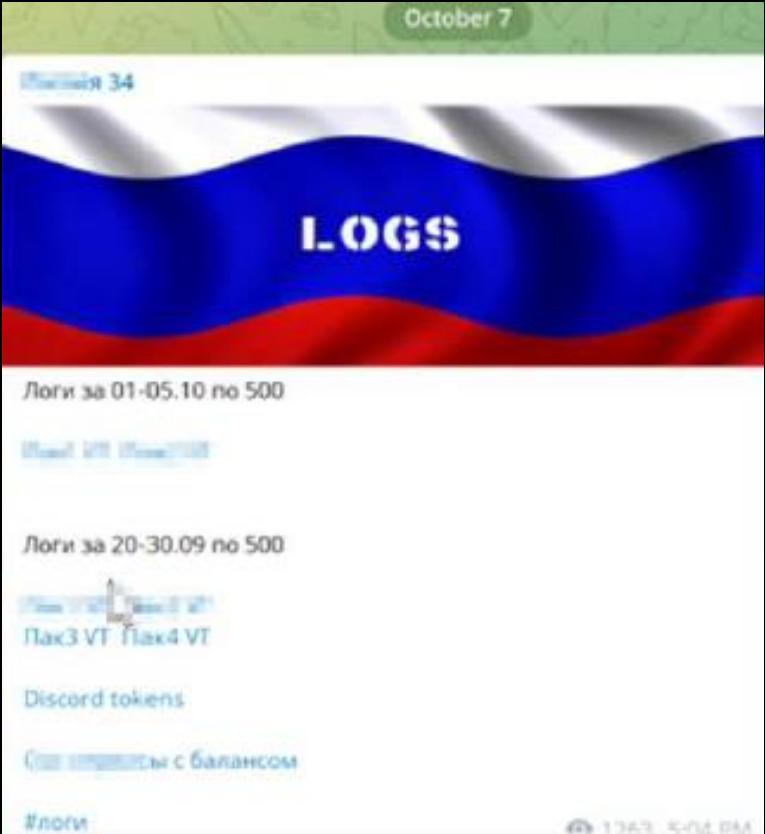 October 7
я 34
LOGS
Логи за 01-05.10 по 500
Логи за 20-30.09 по 500
Пак3 VT Пак4 VT
Discord tokens
сы с балансом
#логи
1263 5:04 PM